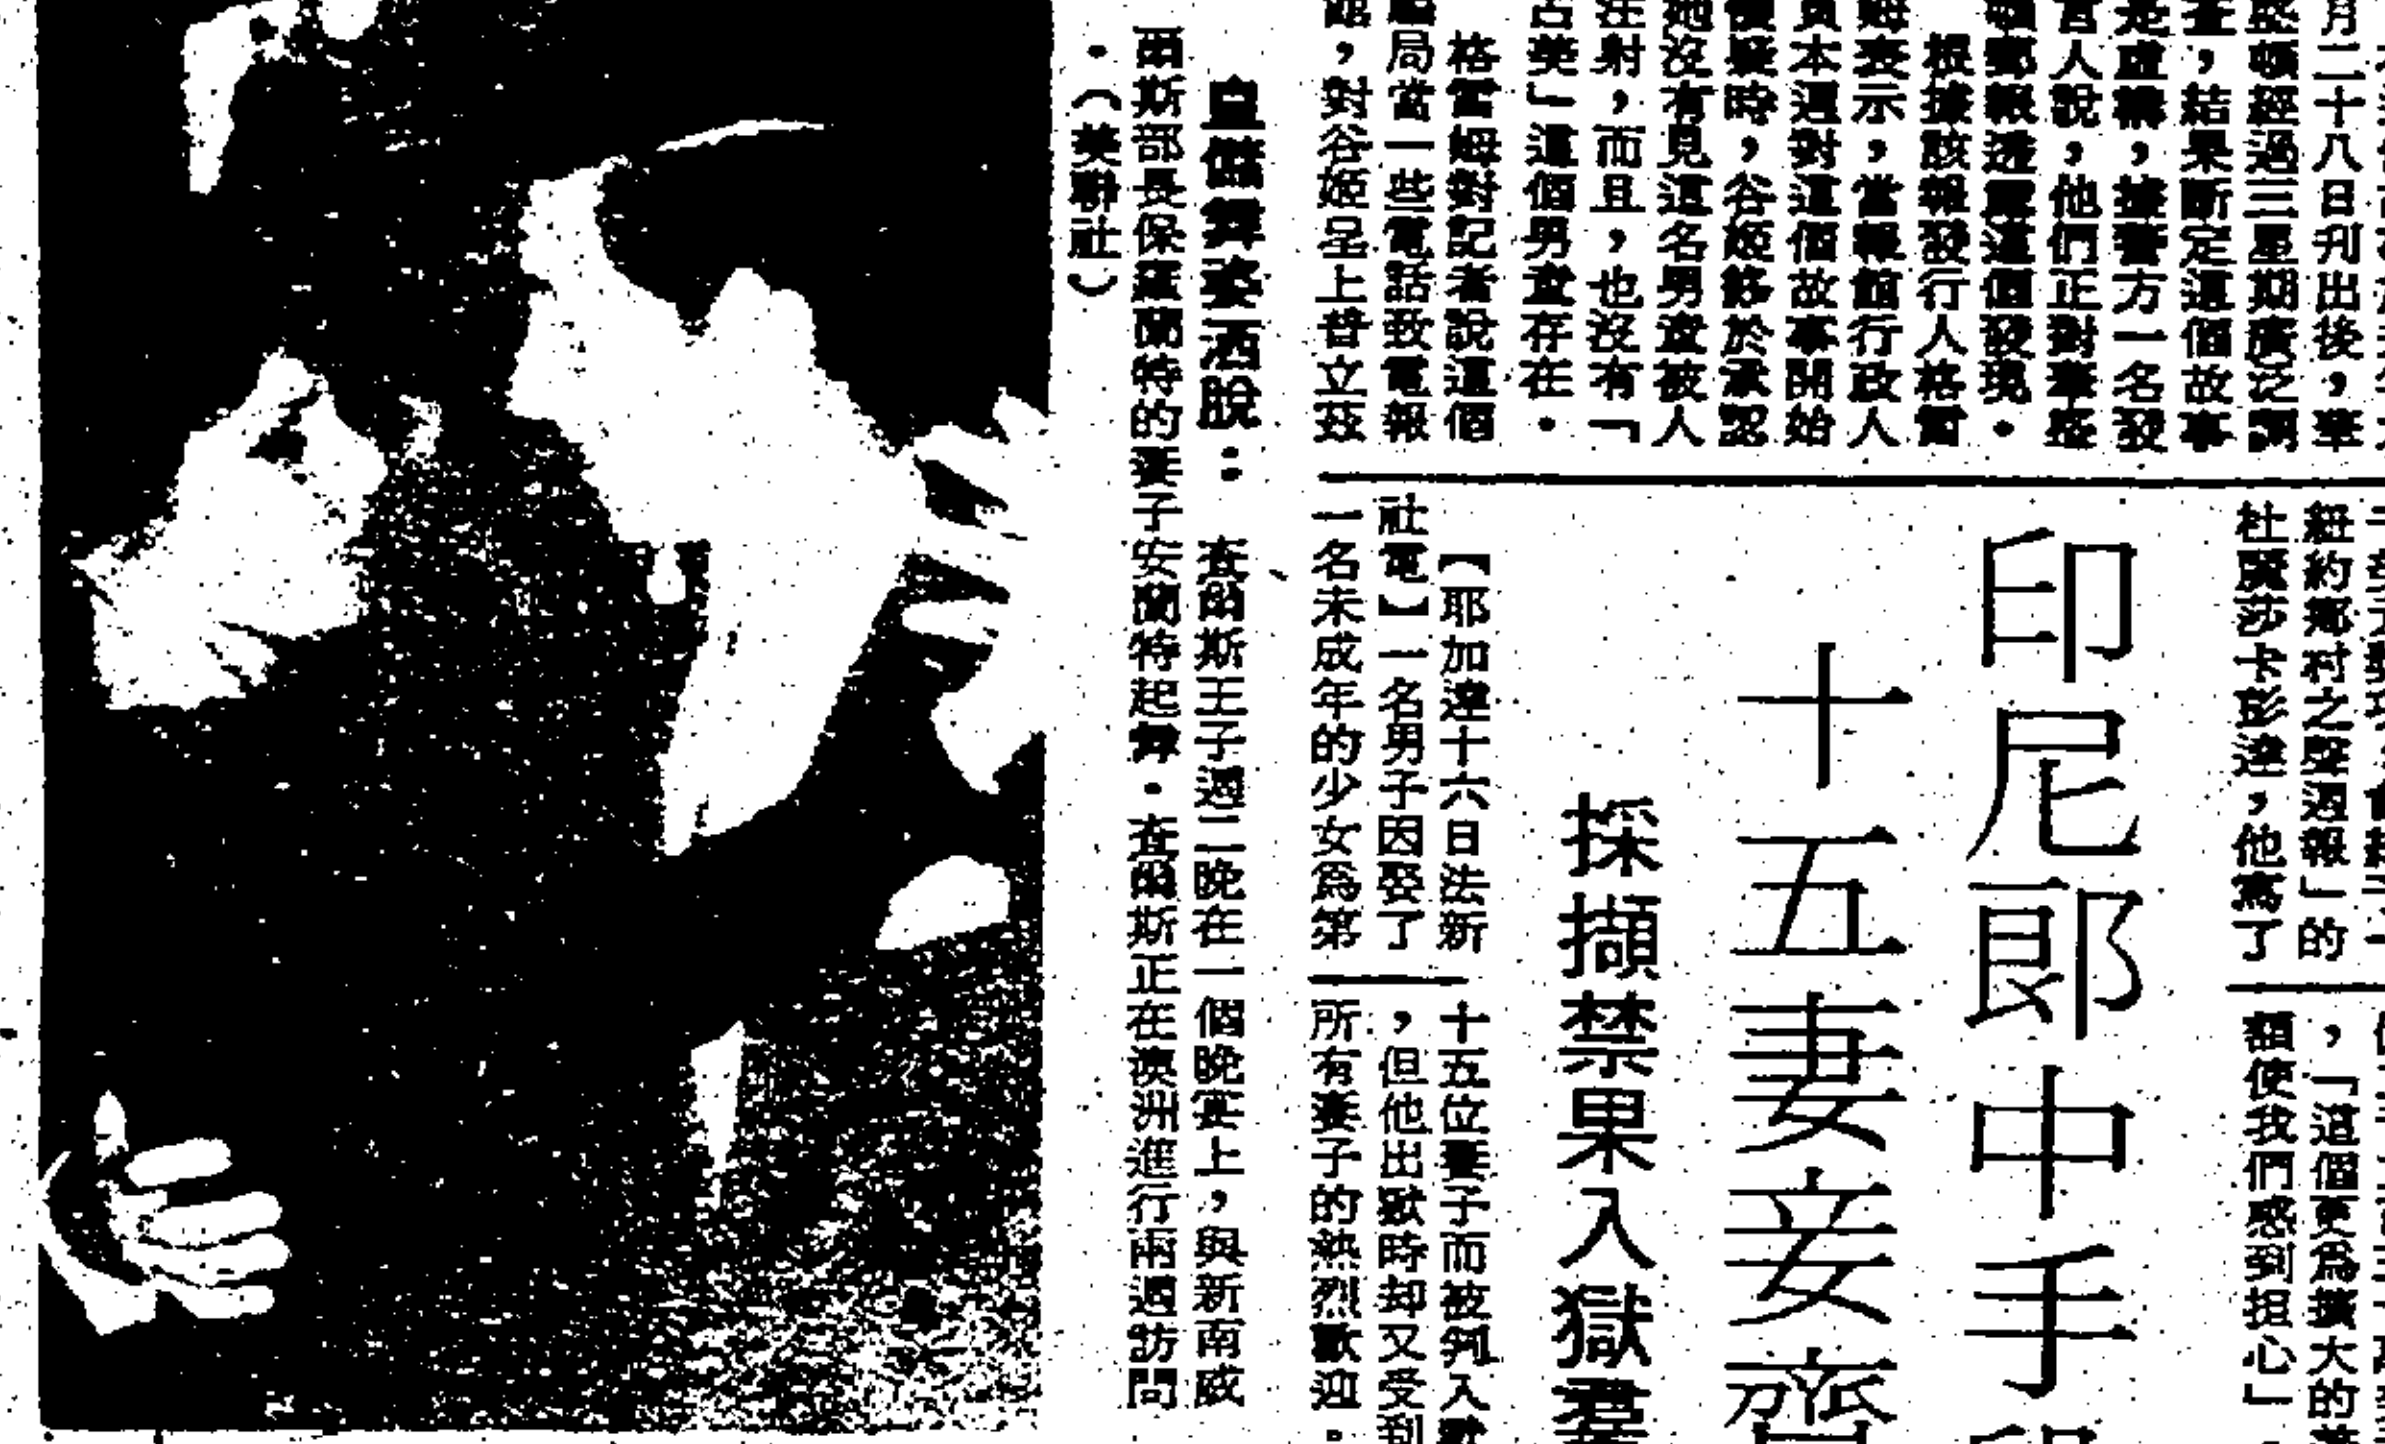 月二十八日刊出後，華
盛頓經過三星期廣泛調
查，結果斷定這個故事
是虛構，據警方一名發
言人說，他們正對華盛
頓郵報透露這個發現。
根據該報發行人格雷
姆表示，當報館行政人
員本週對這個故事開始
懷疑時，谷姬終於承認
她沒有見這名男童被人
注射，而且，也沒有「
占美」這個男童存在。
格雷姆對記者說這個
編局當一些電話致電報
館，對谷姬呈上昔立茲
紐約鄉村之聲週報」的
杜麗莎卡彭達，他寫了
，「這個更爲擴大的
額使我們感到担心」
印尼郎中手
十五妻妾齊
採擷禁果入獄
【耶加達十六日法新
社電】一名男子因娶了
一名未成年的少女爲第
十五位妻子而被判入獄
，但他出獄時却又受到
所有妻子的熱烈歡迎。
皇儲舞姿洒脫：
查爾斯王子週二晚在一個晚宴上，與新南威
爾斯部長保羅蘭特的妻子安蘭特起舞。查爾斯正在澳洲進行兩週訪問
。（美聯社）